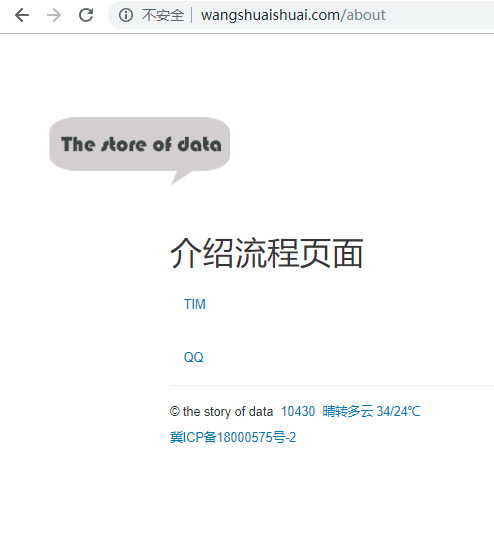 不安全 wangshuaishuai.com/about
The store of data
介绍流程页面
TIM
QQ
© the story of data 10430 晴转多云 34/24℃
冀ICP备18000575号-2